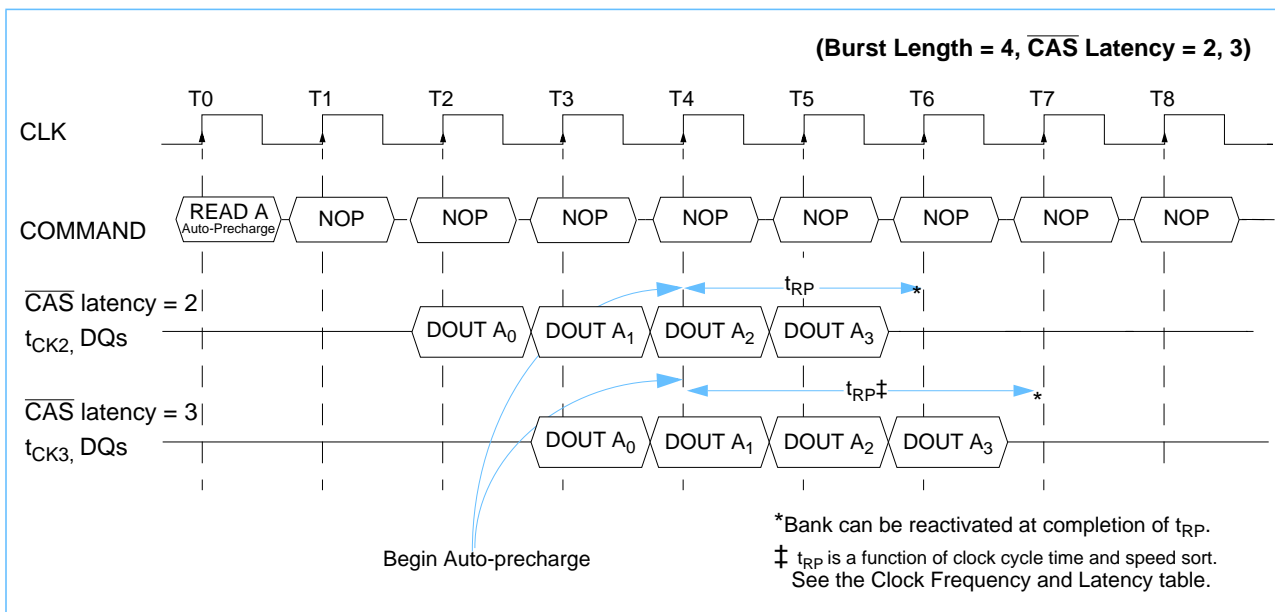 (Burst Length = 4, CAS Latency = 2, 3)
T0 T1 T2 T3 T4 T5 T6 T7 T8
CLK
COMMAND
READ A
Auto-Precharge
NOP NOP NOP NOP NOP NOP NOP NOP
CAS latency = 2
tCK2, DQs
tRP
*
DOUT A0 DOUT A1 DOUT A2 DOUT A3
CAS latency = 3
tCK3, DQs
tRP‡
*
DOUT A0 DOUT A1 DOUT A2 DOUT A3
Begin Auto-precharge
*Bank can be reactivated at completion of tRP.
‡ tRP is a function of clock cycle time and speed sort.
See the Clock Frequency and Latency table.